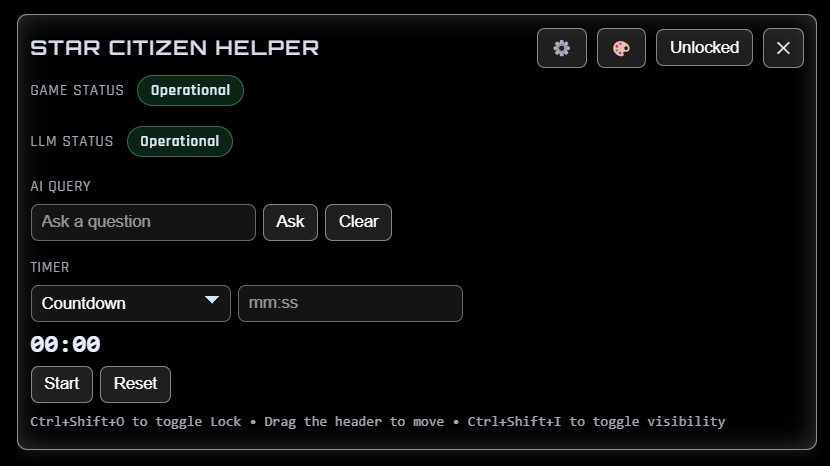 STAR CITIZEN HELPER
Unlocked
GAME STATUS Operational
LLM STATUS Operational
AI QUERY
Ask a question Ask Clear
TIMER
Countdown mm:ss
00:00
Start Reset
Ctrl+Shift+O to toggle Lock • Drag the header to move • Ctrl+Shift+I to toggle visibility